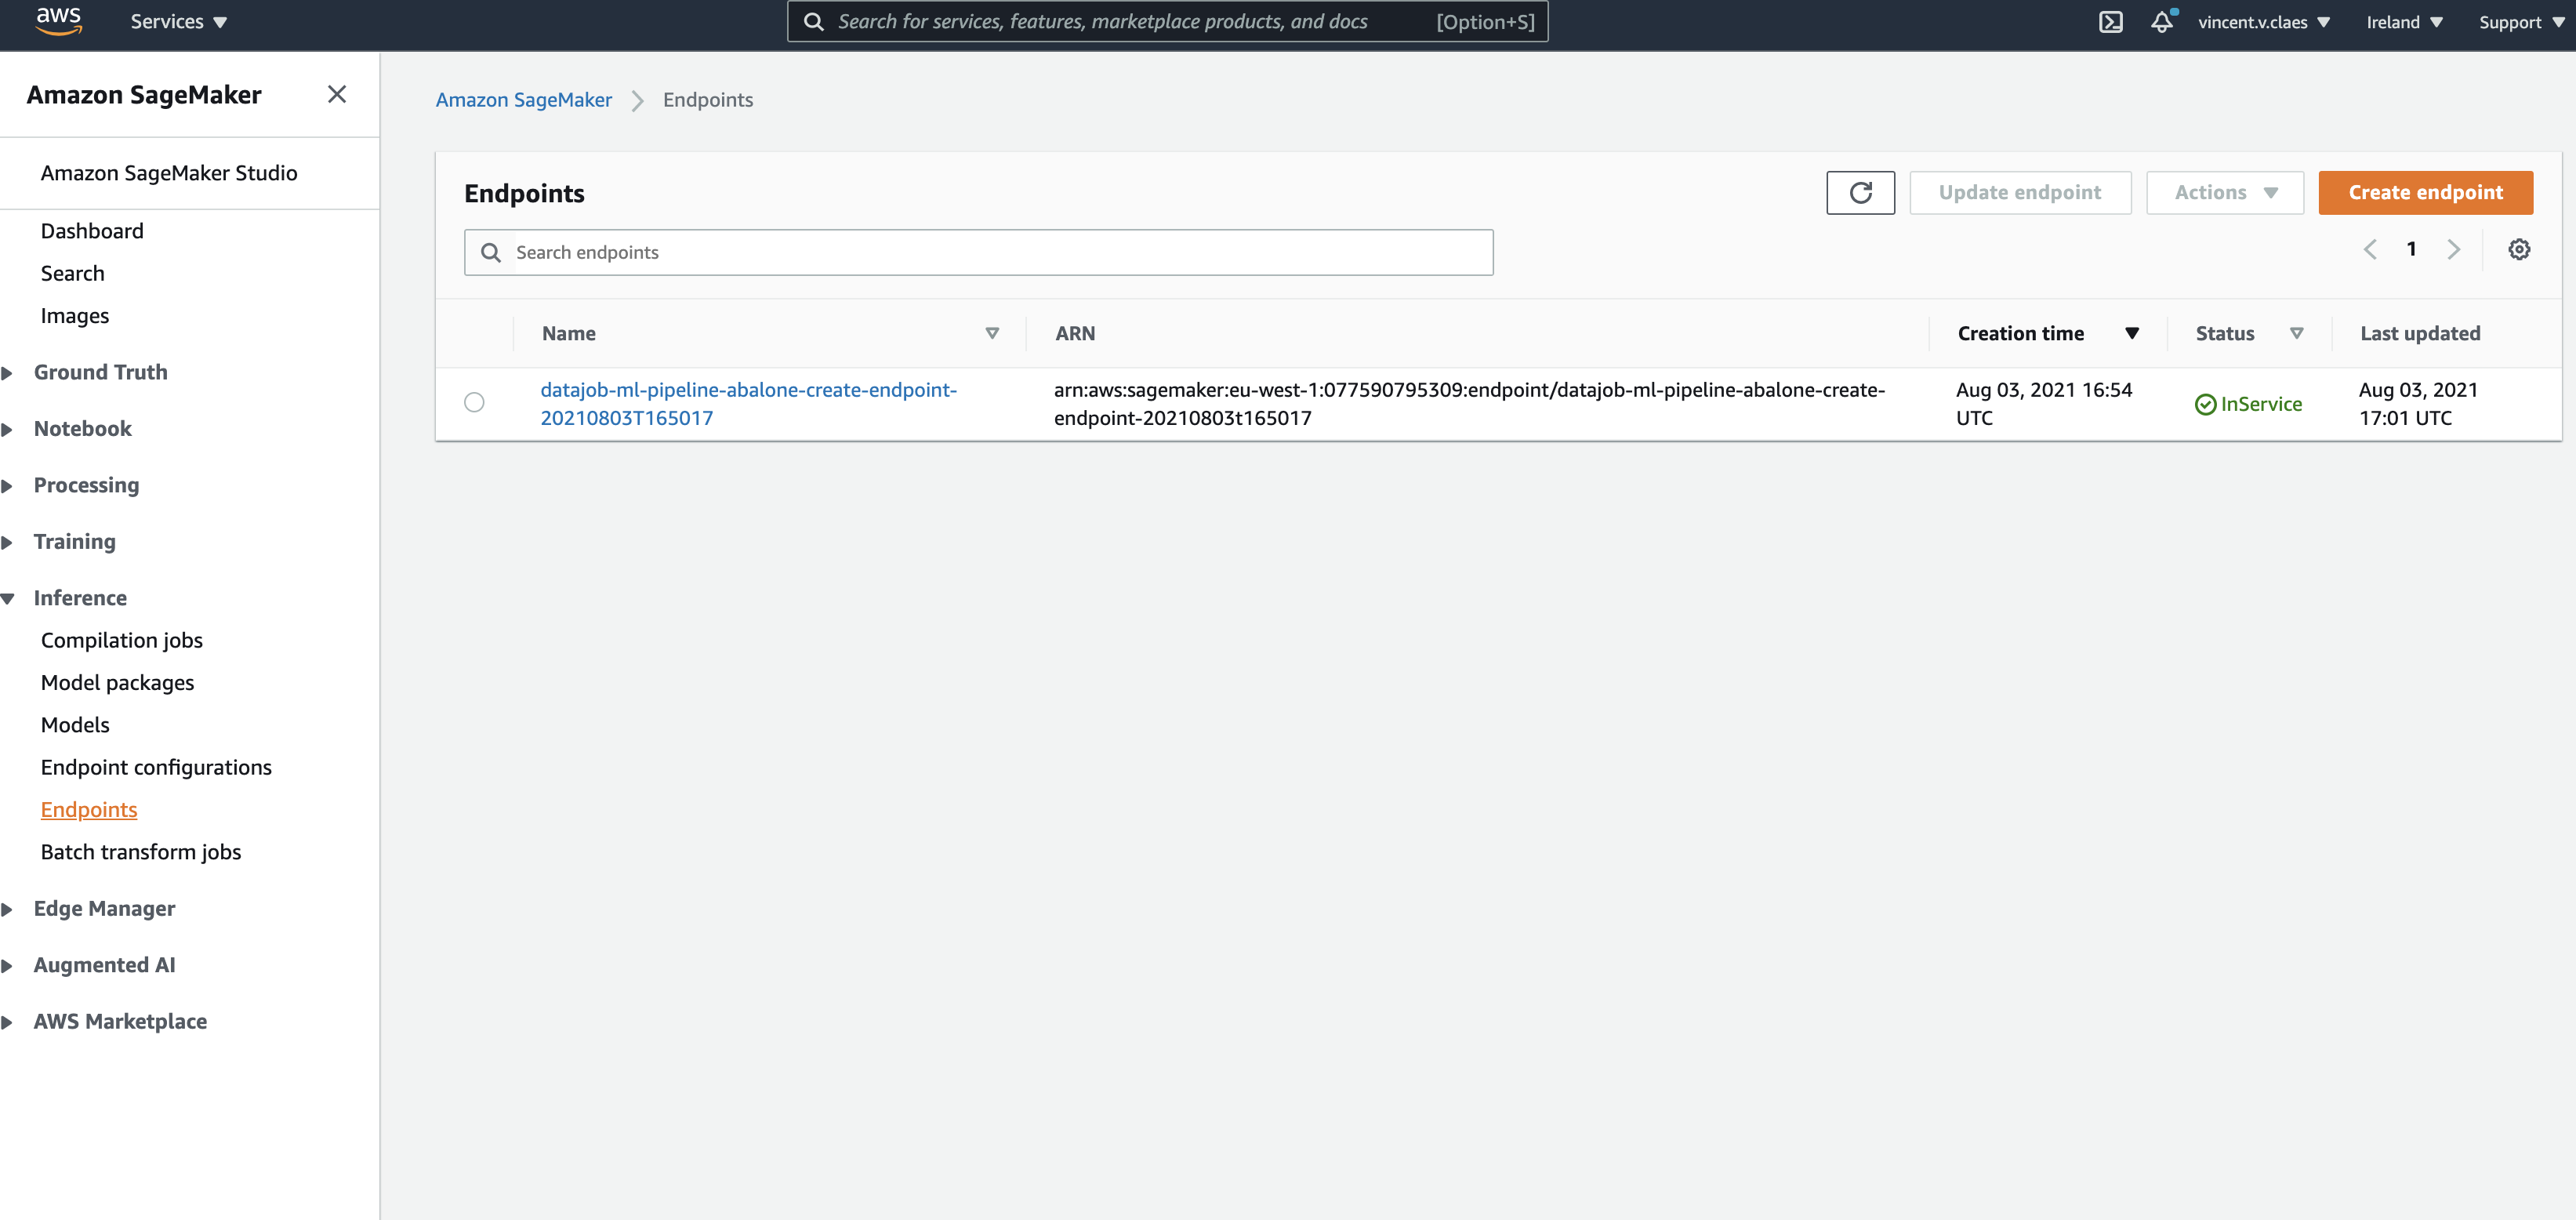 aws
Services
Search for services, features, marketplace products, and docs [Option+S]
vincent.v.claes
Ireland
Support
Amazon SageMaker
Amazon SageMaker Studio
Dashboard
Search
Images
Ground Truth
Notebook
Processing
Training
Inference
Compilation jobs
Model packages
Models
Endpoint configurations
Endpoints
Batch transform jobs
Edge Manager
Augmented AI
AWS Marketplace
Amazon SageMaker
Endpoints
Endpoints
Update endpoint
Actions
Create endpoint
Search endpoints
1
Name
ARN
Creation time
Status
Last updated
datajob-ml-pipeline-abalone-create-endpoint-
20210803T165017
arn:aws:sagemaker:eu-west-1:077590795309:endpoint/datajob-ml-pipeline-abalone-create-
endpoint-20210803t165017
Aug 03, 2021 16:54
UTC
InService
Aug 03, 2021
17:01 UTC